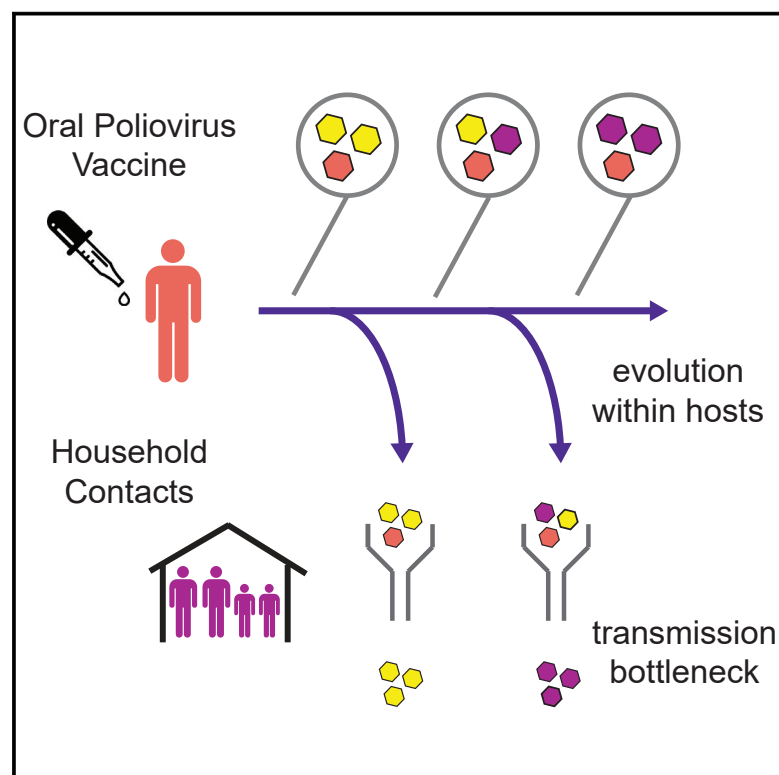 Oral Poliovirus
Vaccine
evolution
within hosts
Household
Contacts
transmission
bottleneck